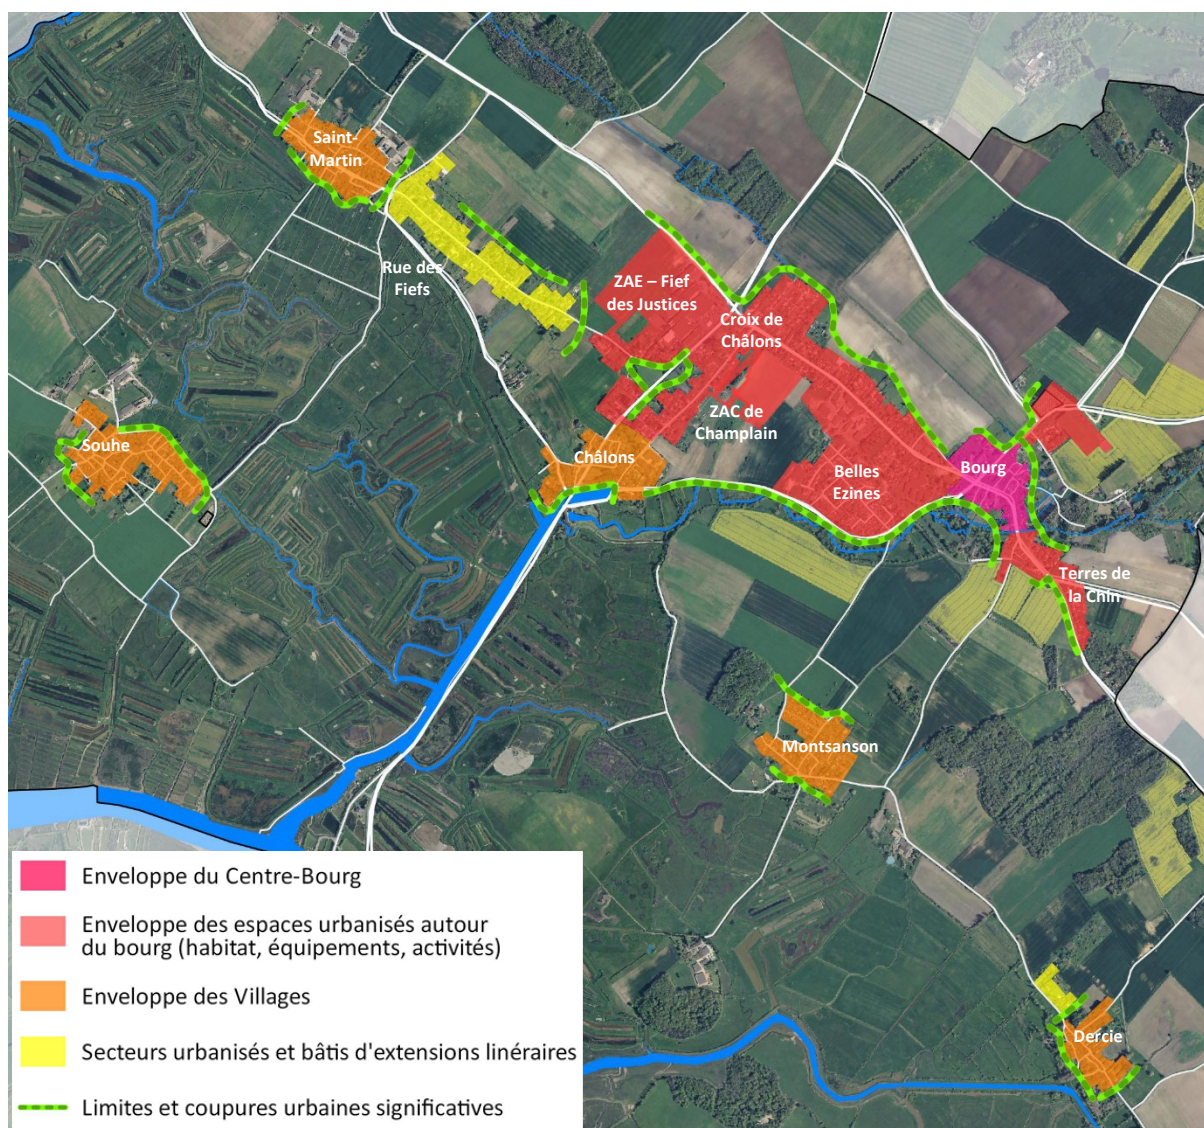 Saint-
Martin
Rue des
Fiefs
ZAE – Fief
des Justices
Croix de
Châlons
ZAC de
Champlain
Souhe
Châlons
Belles
Ezines
Bourg
Terres de
la Chin
Montsanson
Dercie
Enveloppe du Centre-Bourg
Enveloppe des espaces urbanisés autour
du bourg (habitat, équipements, activités)
Enveloppe des Villages
Secteurs urbanisés et bâtis d'extensions linéraires
Limites et coupures urbaines significatives